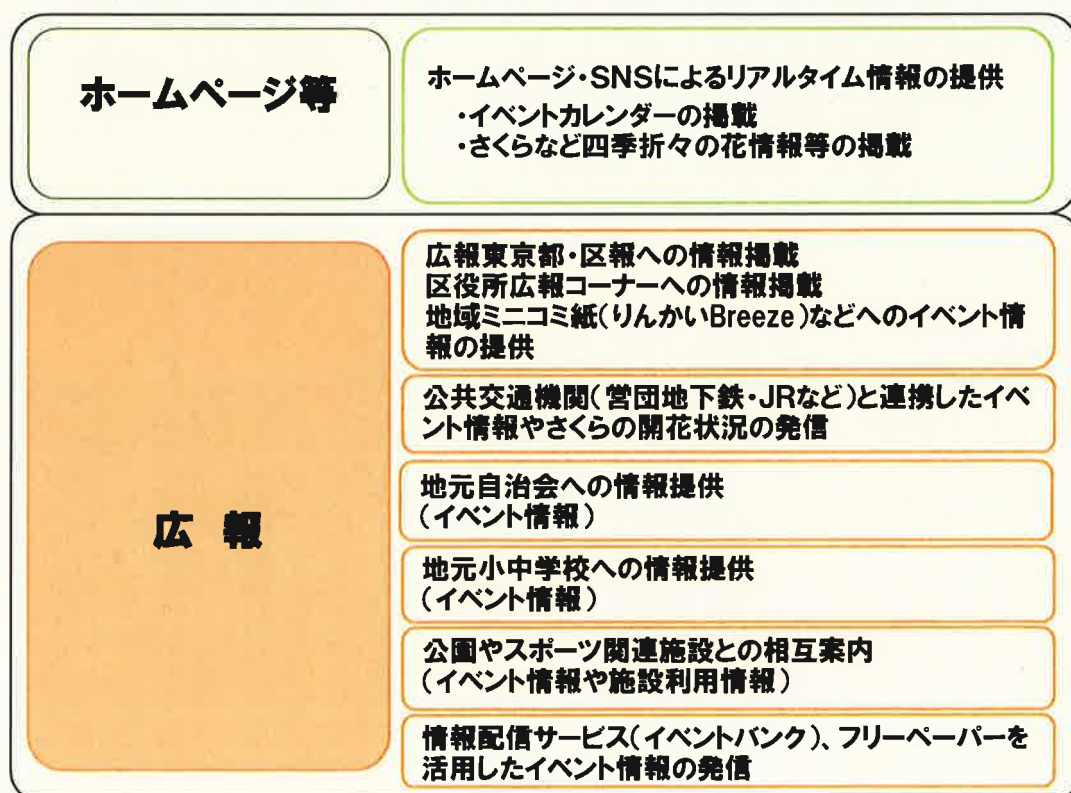 ホームページ等
ホームページ・SNSによるリアルタイム情報の提供
・イベントカレンダーの掲載
・さくらなど四季折々の花情報等の掲載
広 報
広報東京都・区報への情報掲載
区役所広報コーナーへの情報掲載
地域ミニコミ紙(りんかいBreeze)などへのイベント情
報の提供
公共交通機関(営団地下鉄・JRなど)と連携したイベ
ント情報やさくらの開花状況の発信
地元自治会への情報提供
(イベント情報)
地元小中学校への情報提供
(イベント情報)
公園やスポーツ関連施設との相互案内
(イベント情報や施設利用情報)
情報配信サービス(イベントバンク)、フリーペーパーを
活用したイベント情報の発信